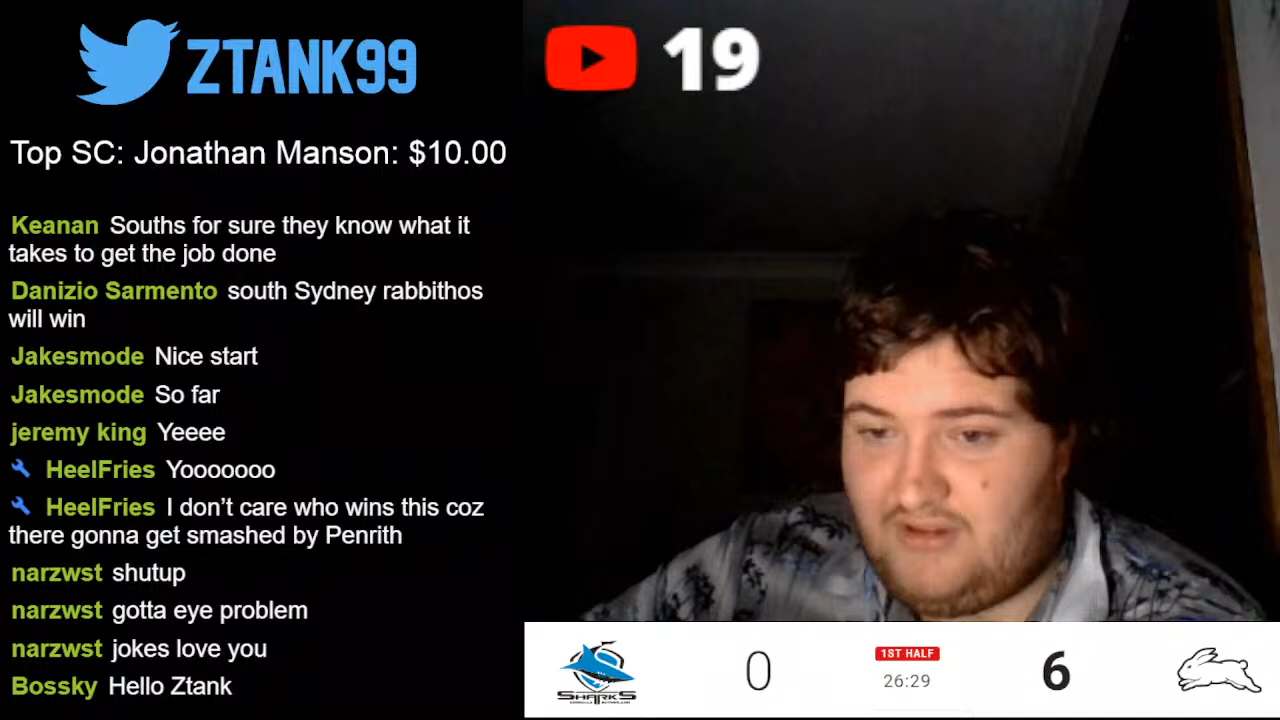 ZTANK99
19
Top SC: Jonathan Manson: $10.00
Keanan Souths for sure they know what it
takes to get the job done
Danizio Sarmento south Sydney rabbithos
will win
Jakesmode Nice start
Jakesmode So far
jeremy king Yeeee
HeelFries Yooooooo
HeelFries I don’t care who wins this coz
there gonna get smashed by Penrith
narzwst shutup
narzwst gotta eye problem
narzwst jokes love you
Bossky Hello Ztank
SHARKS
0
1ST HALF
26:29
6